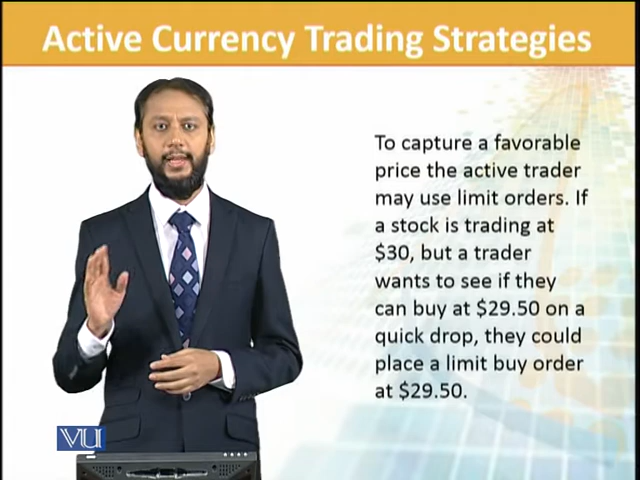 Active Currency Trading Strategies
To capture a favorable
price the active trader
may use limit orders. If
a stock is trading at
$30, but a trader
wants to see if they
can buy at $29.50 on a
quick drop, they could
place a limit buy order
at $29.50.
VU